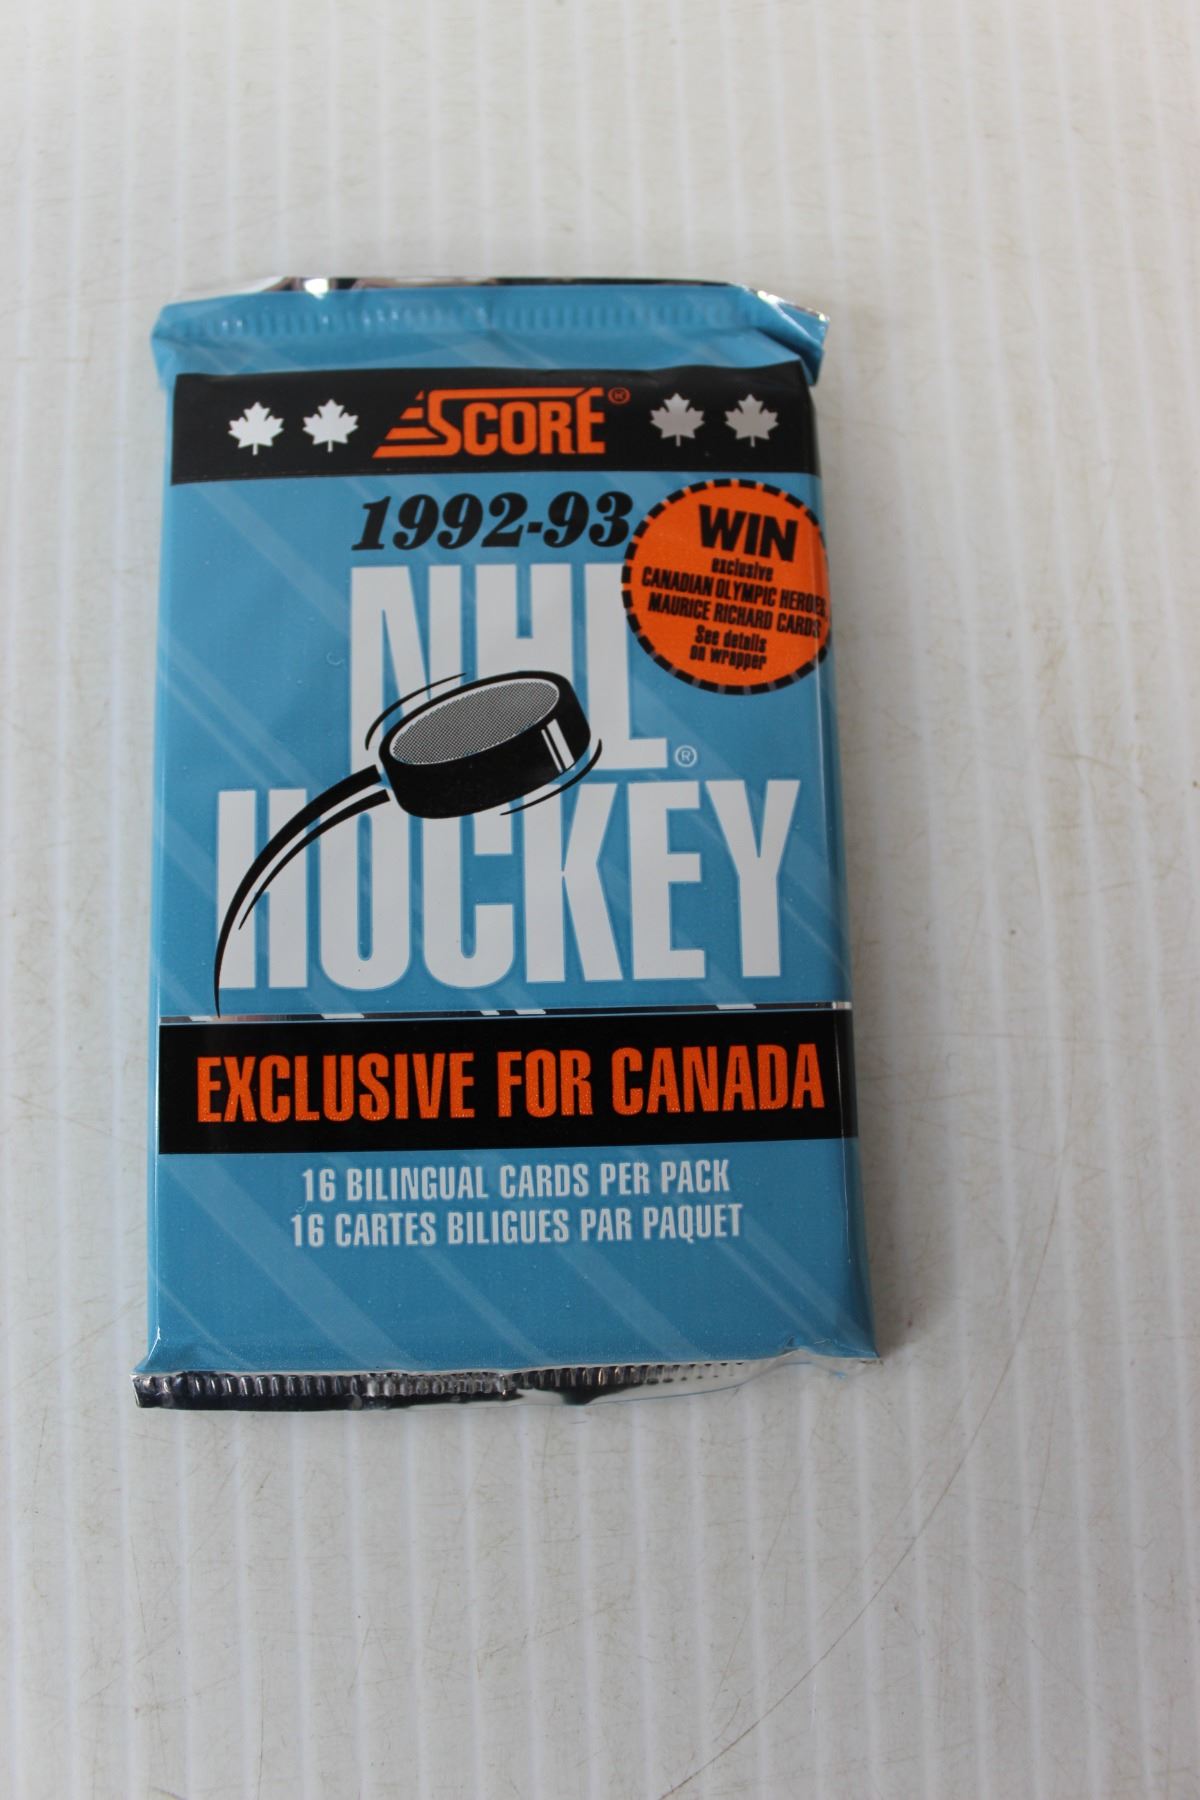 SCORE®
1992-93
NHL®
HOCKEY
WIN
exclusive
CANADIAN OLYMPIC HEROES,
MAURICE RICHARD CARDS
See details
on wrapper
EXCLUSIVE FOR CANADA
16 BILINGUAL CARDS PER PACK
16 CARTES BILIGUES PAR PAQUET